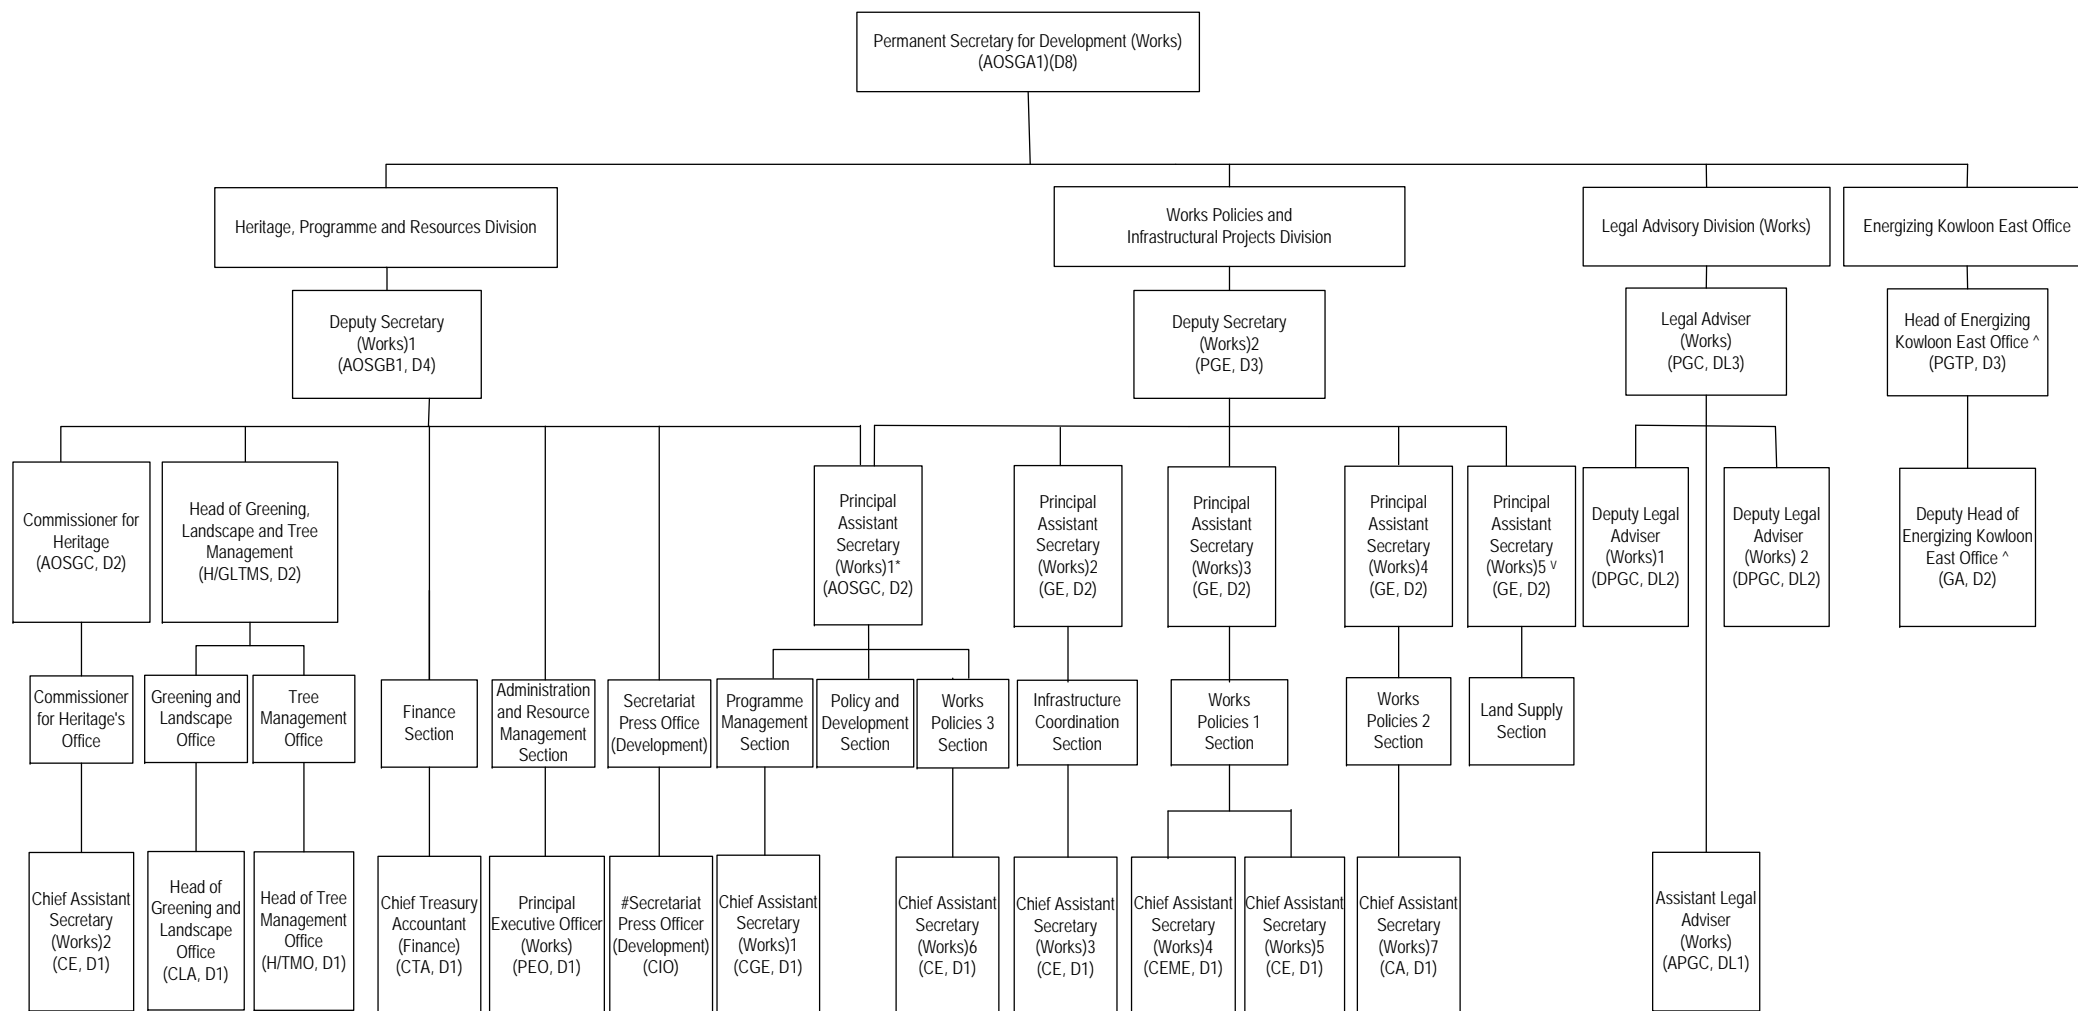 Permanent Secretary for Development (Works)
(AOSGA1)(D8)
Heritage, Programme and Resources Division
Works Policies and
Infrastructural Projects Division
Legal Advisory Division (Works)
Energizing Kowloon East Office
Deputy Secretary
(Works)1
(AOSGB1, D4)
Deputy Secretary
(Works)2
(PGE, D3)
Legal Adviser
(Works)
(PGC, DL3)
Head of Energizing
Kowloon East Office ^
(PGTP, D3)
Commissioner for
Heritage
(AOSGC, D2)
Head of Greening,
Landscape and Tree
Management
(H/GLTMS, D2)
Principal
Assistant
Secretary
(Works)1*
(AOSGC, D2)
Principal
Assistant
Secretary
(Works)2
(GE, D2)
Principal
Assistant
Secretary
(Works)3
(GE, D2)
Principal
Assistant
Secretary
(Works)4
(GE, D2)
Principal
Assistant
Secretary
(Works)5 v
(GE, D2)
Deputy Legal
Adviser
(Works)1
(DPGC, DL2)
Deputy Legal
Adviser
(Works) 2
(DPGC, DL2)
Deputy Head of
Energizing Kowloon
East Office ^
(GA, D2)
Commissioner
for Heritage's
Office
Greening and
Landscape
Office
Tree
Management
Office
Finance
Section
Administration
and Resource
Management
Section
Secretariat
Press Office
(Development)
Programme
Management
Section
Policy and
Development
Section
Works
Policies 3
Section
Infrastructure
Coordination
Section
Works
Policies 1
Section
Works
Policies 2
Section
Land Supply
Section
Chief Assistant
Secretary
(Works)2
(CE, D1)
Head of
Greening and
Landscape
Office
(CLA, D1)
Head of Tree
Management
Office
(H/TMO, D1)
Chief Treasury
Accountant
(Finance)
(CTA, D1)
Principal
Executive Officer
(Works)
(PEO, D1)
#Secretariat
Press Officer
(Development)
(CIO)
Chief Assistant
Secretary
(Works)1
(CGE, D1)
Chief Assistant
Secretary
(Works)6
(CE, D1)
Chief Assistant
Secretary
(Works)3
(CE, D1)
Chief Assistant
Secretary
(Works)4
(CEME, D1)
Chief Assistant
Secretary
(Works)5
(CE, D1)
Chief Assistant
Secretary
(Works)7
(CA, D1)
Assistant Legal
Adviser
(Works)
(APGC, DL1)